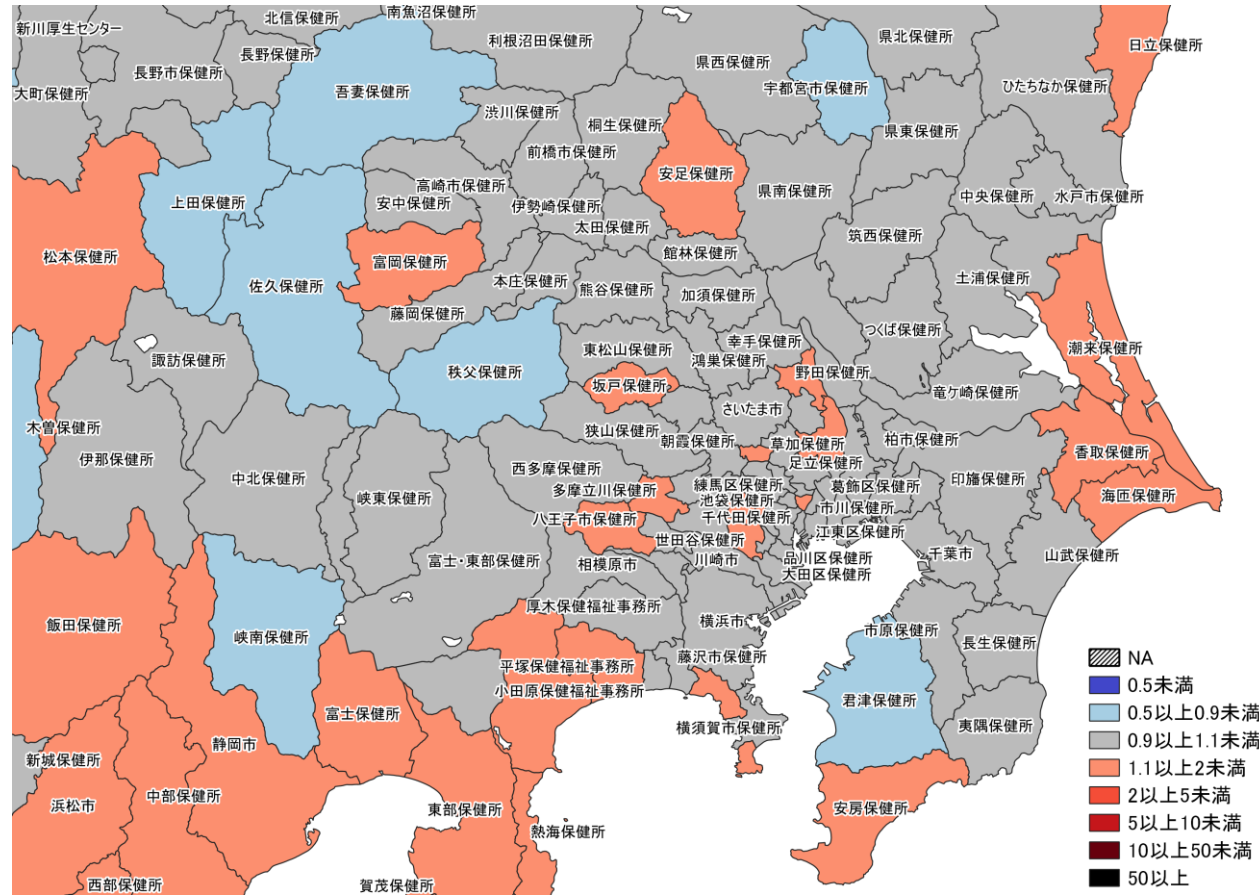 北信保健所
南魚沼保健所
新川厚生センター
長野保健所
利根沼田保健所
県北保健所
県西保健所
日立保健所
長野市保健所
大町保健所
吾妻保健所
宇都宮市保健所
ひたちなか保健所
渋川保健所
桐生保健所
県東保健所
前橋市保健所
安足保健所
高崎市保健所
県南保健所
中央保健所
水戸市保健所
上田保健所
安中保健所
伊勢崎保健所
太田保健所
筑西保健所
松本保健所
富岡保健所
館林保健所
土浦保健所
佐久保健所
本庄保健所
熊谷保健所
加須保健所
藤岡保健所
つくば保健所
諏訪保健所
東松山保健所
鴻巣保健所
幸手保健所
潮来保健所
秩父保健所
坂戸保健所
野田保健所
竜ケ崎保健所
さいたま市
木曽保健所
狭山保健所
朝霞保健所
草加保健所
柏市保健所
伊那保健所
香取保健所
足立保健所
西多摩保健所
中北保健所
峡東保健所
練馬区保健所
葛飾区保健所
印旛保健所
多摩立川保健所
池袋保健所
海匝保健所
市川保健所
八王子市保健所
千代田保健所
江東区保健所
世田谷保健所
富士・東部保健所
相模原市
川崎市
品川区保健所
千葉市
山武保健所
大田区保健所
厚木保健福祉事務所
横浜市
飯田保健所
峡南保健所
市原保健所
長生保健所
藤沢市保健所
平塚保健福祉事務所
小田原保健福祉事務所
君津保健所
富士保健所
夷隅保健所
横須賀市保健所
静岡市
新城保健所
中部保健所
浜松市
東部保健所
安房保健所
熱海保健所
西部保健所
賀茂保健所
NA
0.5未満
0.5以上0.9未満
0.9以上1.1未満
1.1以上2未満
2以上5未満
5以上10未満
10以上50未満
50以上